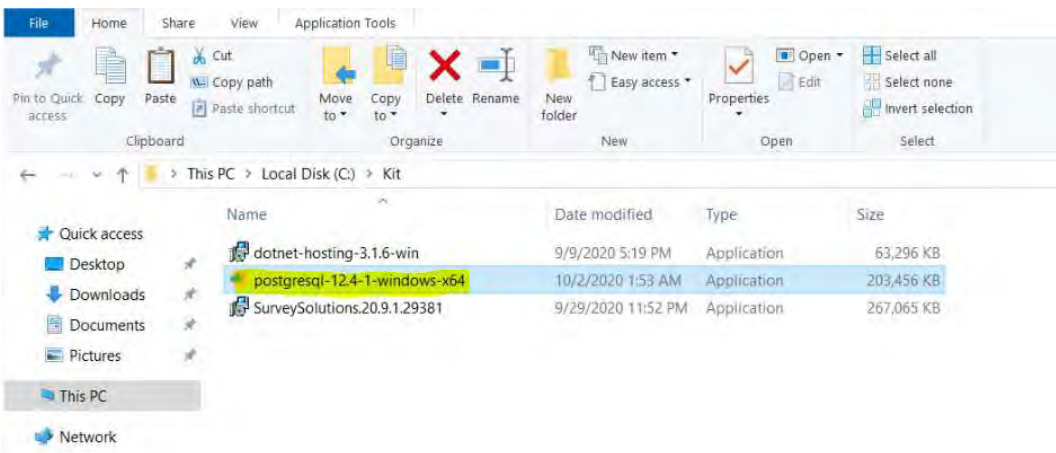 File Home Share View Application Tools
Pin to Quick access
Copy
Paste
Cut
Copy path
Paste shortcut
Move to
Copy to
Delete
Rename
New folder
New item
Easy access
Properties
Open
Edit
Select all
Select none
Invert selection
Clipboard Organize New Open Select
This PC > Local Disk (C:) > Kit
Name Date modified Type Size
Quick access
Desktop
Downloads
Documents
Pictures
This PC
Network
dotnet-hosting-3.1.6-win 9/9/2020 5:19 PM Application 63,296 KB
postgresql-12.4-1-windows-x64 10/2/2020 1:53 AM Application 203,456 KB
SurveySolutions.20.9.1.29381 9/29/2020 11:52 PM Application 267,065 KB